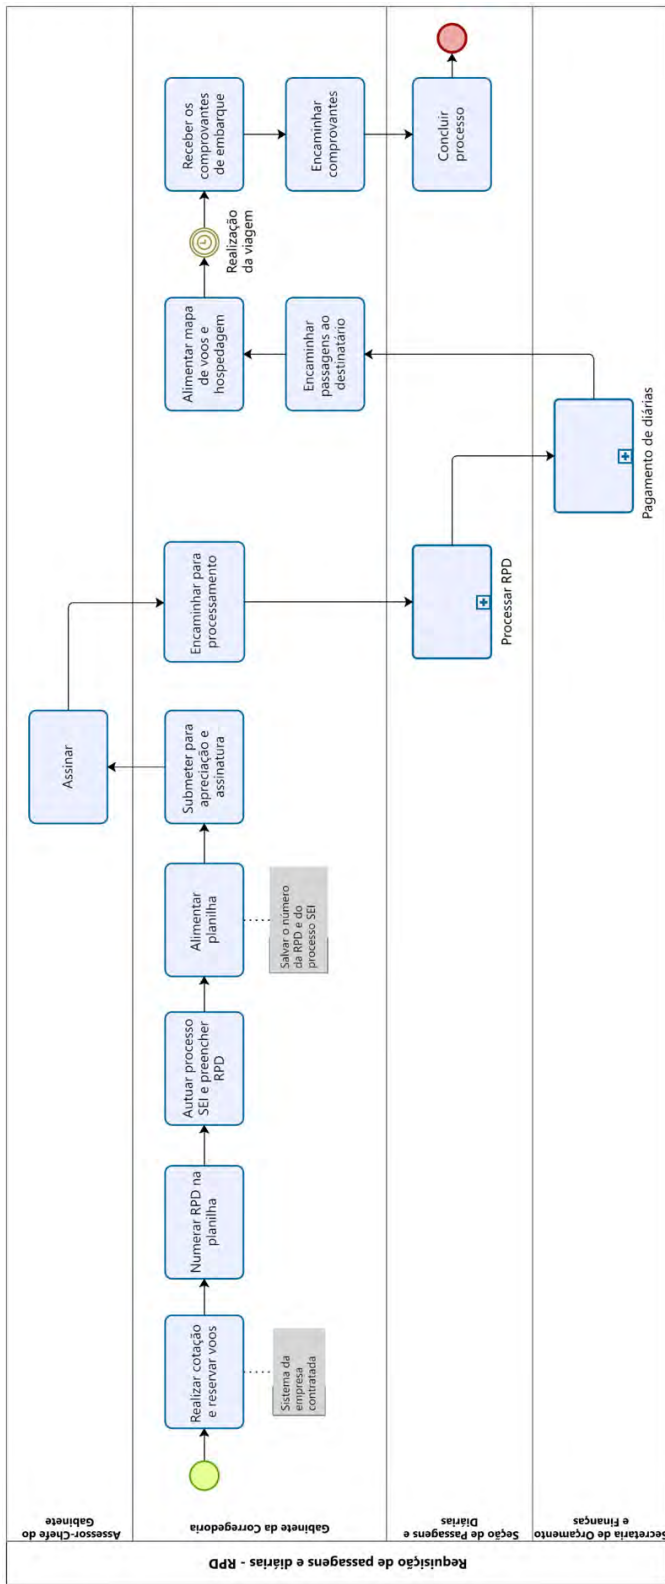 Requisição de passagens e diárias - RPD
Assessor-Chefe do
Gabinete
Gabinete da Corregedoria
Seção de Passagens e
Diárias
Secretaria de Orçamento
e Finanças
Realizar cotação
e reservar voos
Sistema da
empresa
contratada
Numerar RPD na
planilha
Autuar processo
SEI e preencher
RPD
Alimentar
planilha
Salvar o número
da RPD e do
processo SEI
Submeter para
apreciação e
assinatura
Assinar
Encaminhar para
processamento
Processar RPD
Pagamento de diárias
Encaminhar
passagens ao
destinatário
Alimentar mapa
de voos e
hospedagem
Realização
da viagem
Receber os
comprovantes
de embarque
Encaminhar
comprovantes
Concluir
processo